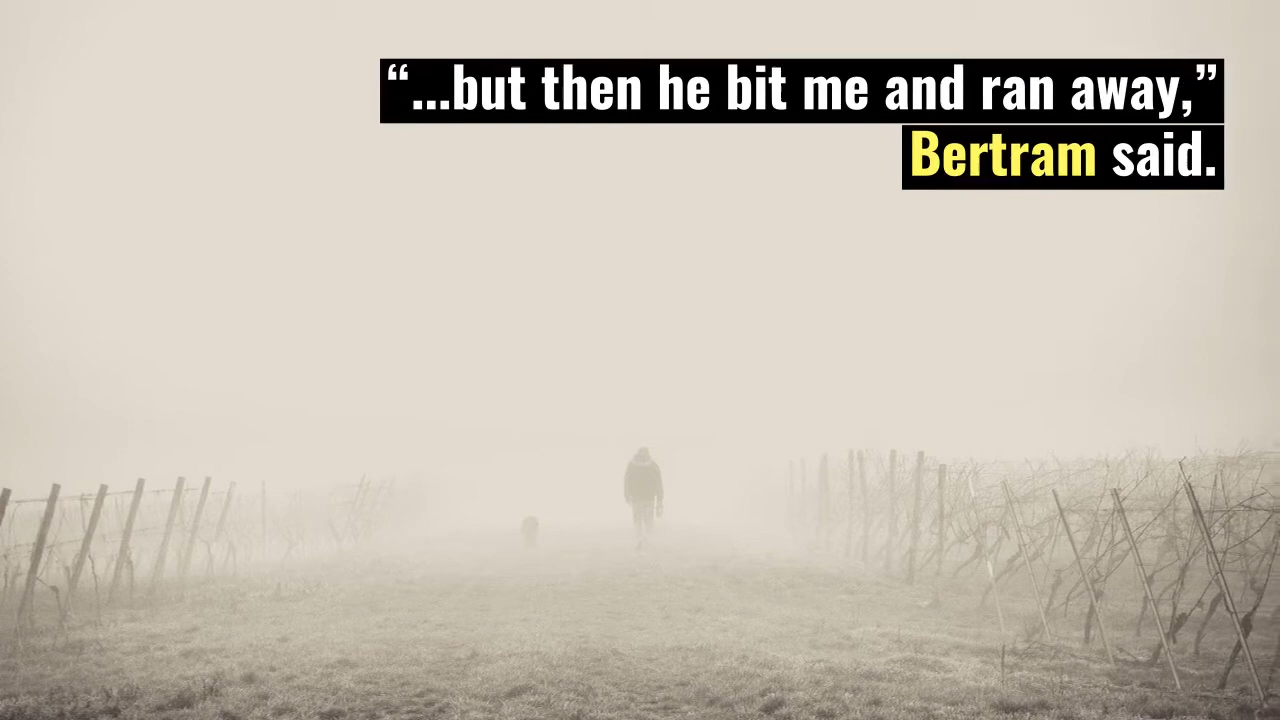 “...but then he bit me and ran away,”
Bertram said.